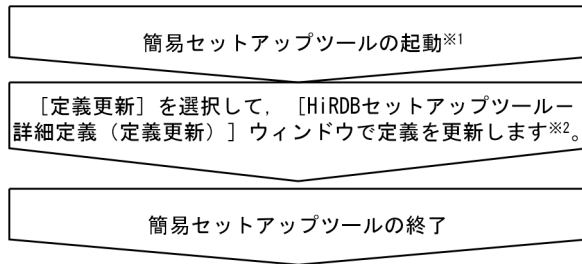 簡易セットアップツールの起動※1
［定義更新］を選択して，［HiRDBセットアップツールー
詳細定義（定義更新）］ウィンドウで定義を更新します※2。
簡易セットアップツールの終了